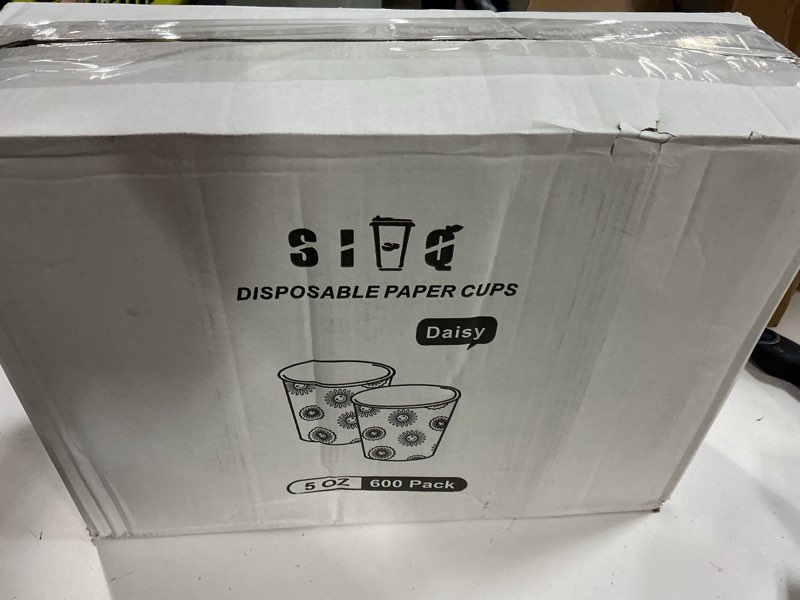 SIUQ
DISPOSABLE PAPER CUPS
Daisy
5 OZ 600 Pack